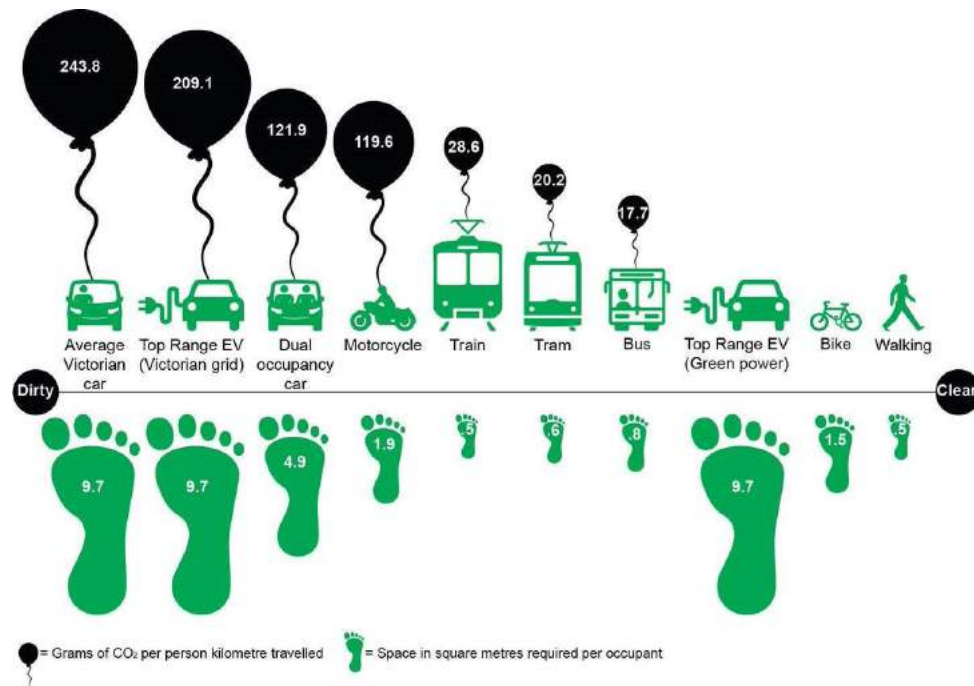 243.8
209.1
121.9
119.6
28.6
20.2
17.7
Average
Victorian
car
Top Range EV
(Victorian grid)
Dual
occupancy
car
Motorcycle
Train
Tram
Bus
Top Range EV
(Green power)
Bike
Walking
Dirty
Clean
9.7
9.7
4.9
1.9
.5
.6
.8
9.7
1.5
.5
= Grams of CO₂ per person kilometre travelled
= Space in square metres required per occupant